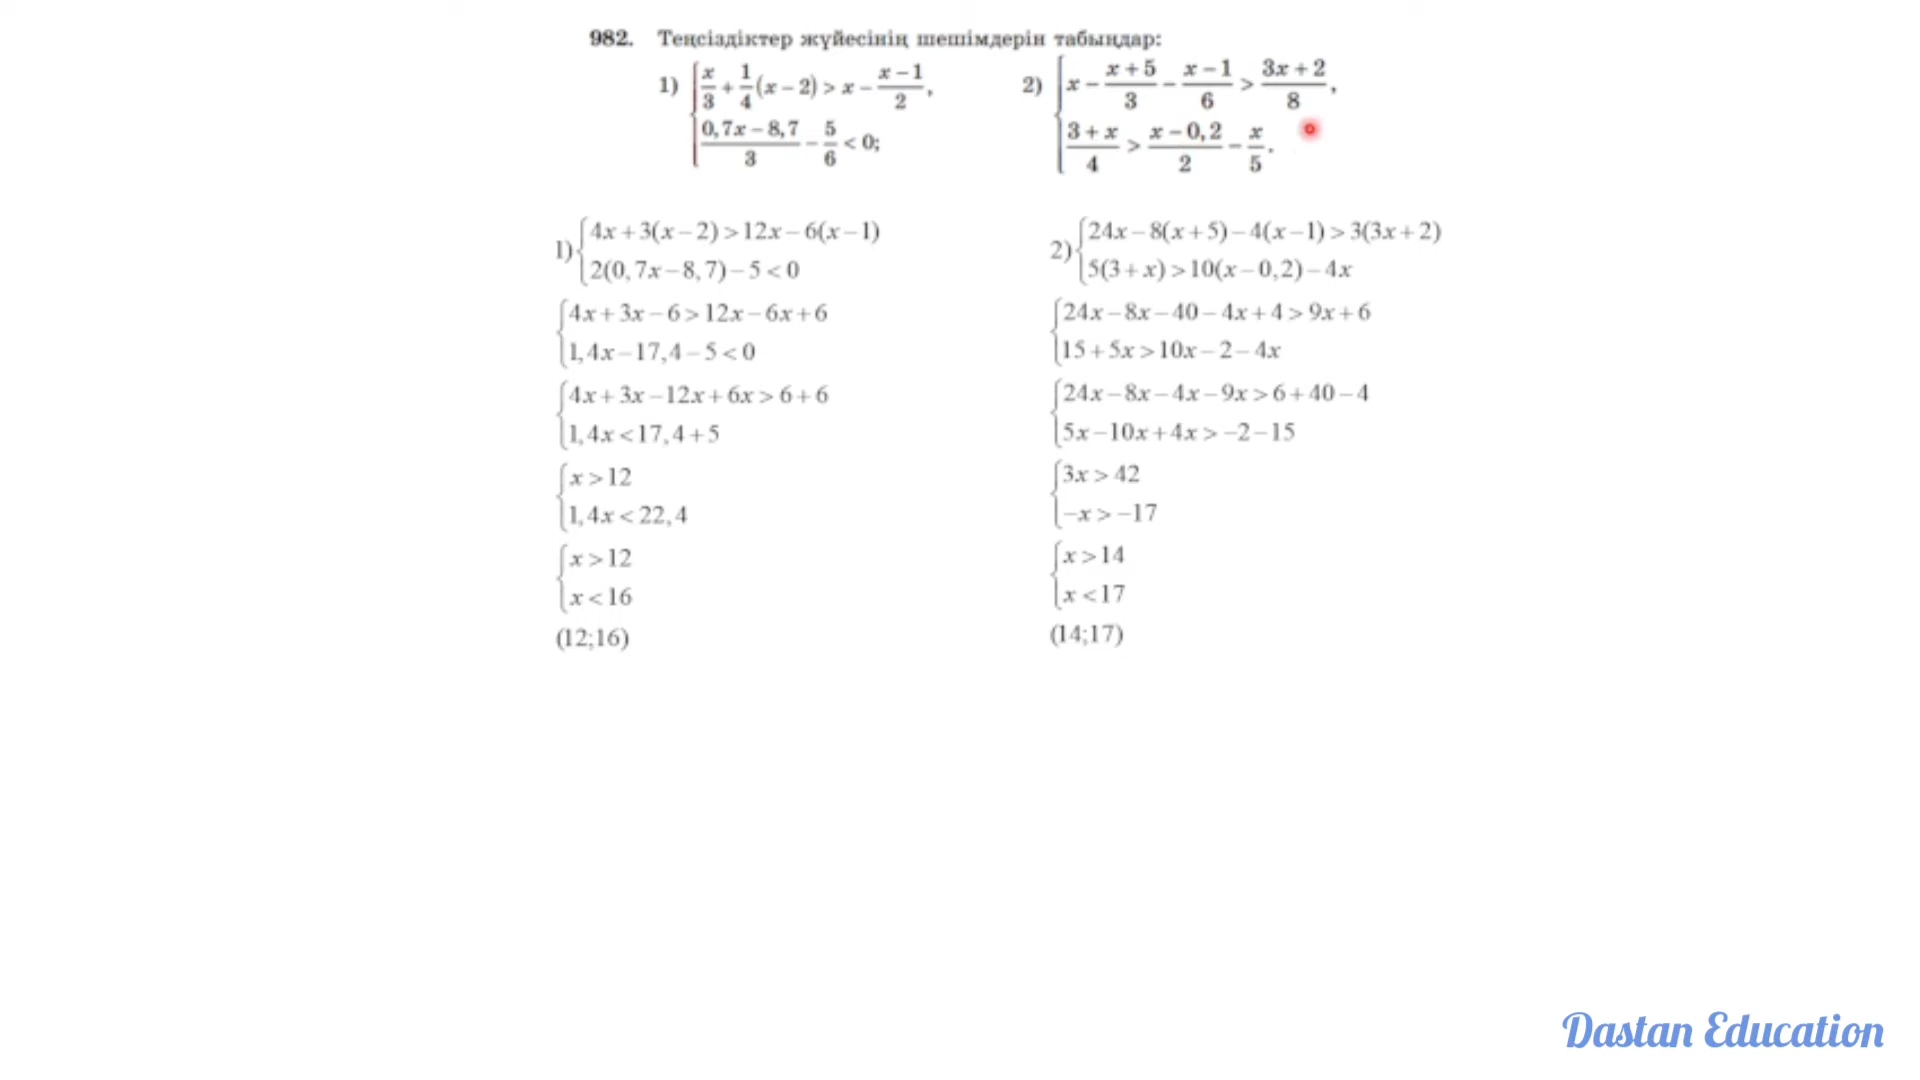 982. Теңсіздіктер жүйесінің шешімдерін табыңдар:
1) { x/3 + 1/4(x − 2) > x − (x − 1)/2,
(0,7x − 8,7)/3 − 5/6 < 0;
2) { x − (x + 5)/3 − (x − 1)/6 > (3x + 2)/8,
(3 + x)/4 > (x − 0,2)/2 − x/5.
1) { 4x + 3(x − 2) > 12x − 6(x − 1)
2(0,7x − 8,7) − 5 < 0
{ 4x + 3x − 6 > 12x − 6x + 6
1,4x − 17,4 − 5 < 0
{ 4x + 3x − 12x + 6x > 6 + 6
1,4x < 17,4 + 5
{ x > 12
1,4x < 22,4
{ x > 12
x < 16
(12;16)
2) { 24x − 8(x + 5) − 4(x − 1) > 3(3x + 2)
5(3 + x) > 10(x − 0,2) − 4x
{ 24x − 8x − 40 − 4x + 4 > 9x + 6
15 + 5x > 10x − 2 − 4x
{ 24x − 8x − 4x − 9x > 6 + 40 − 4
5x − 10x + 4x > −2 − 15
{ 3x > 42
−x > −17
{ x > 14
x < 17
(14;17)
Dastan Education